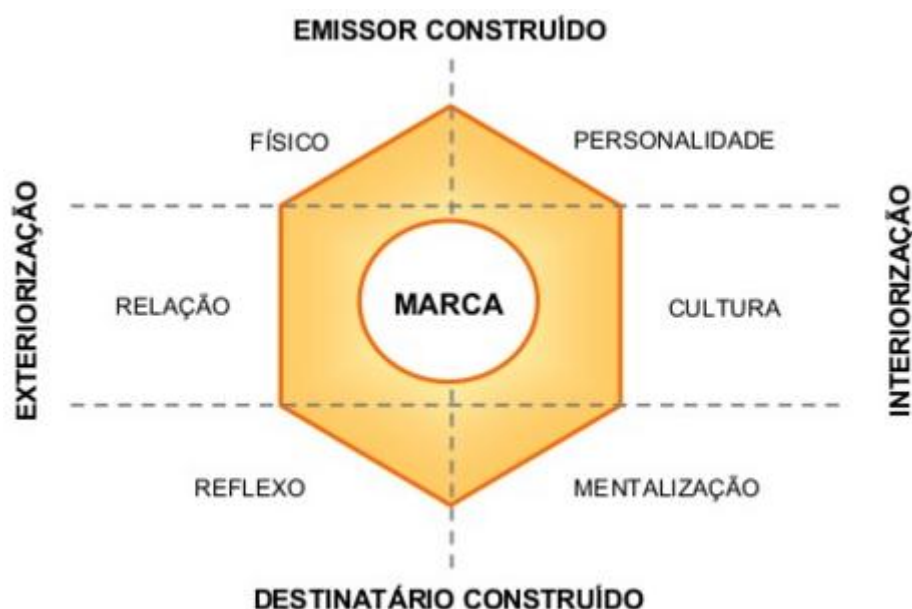 EMISSOR CONSTRUÍDO
FÍSICO
PERSONALIDADE
EXTERIORIZAÇÃO
INTERIORIZAÇÃO
RELAÇÃO
MARCA
CULTURA
REFLEXO
MENTALIZAÇÃO
DESTINATÁRIO CONSTRUÍDO